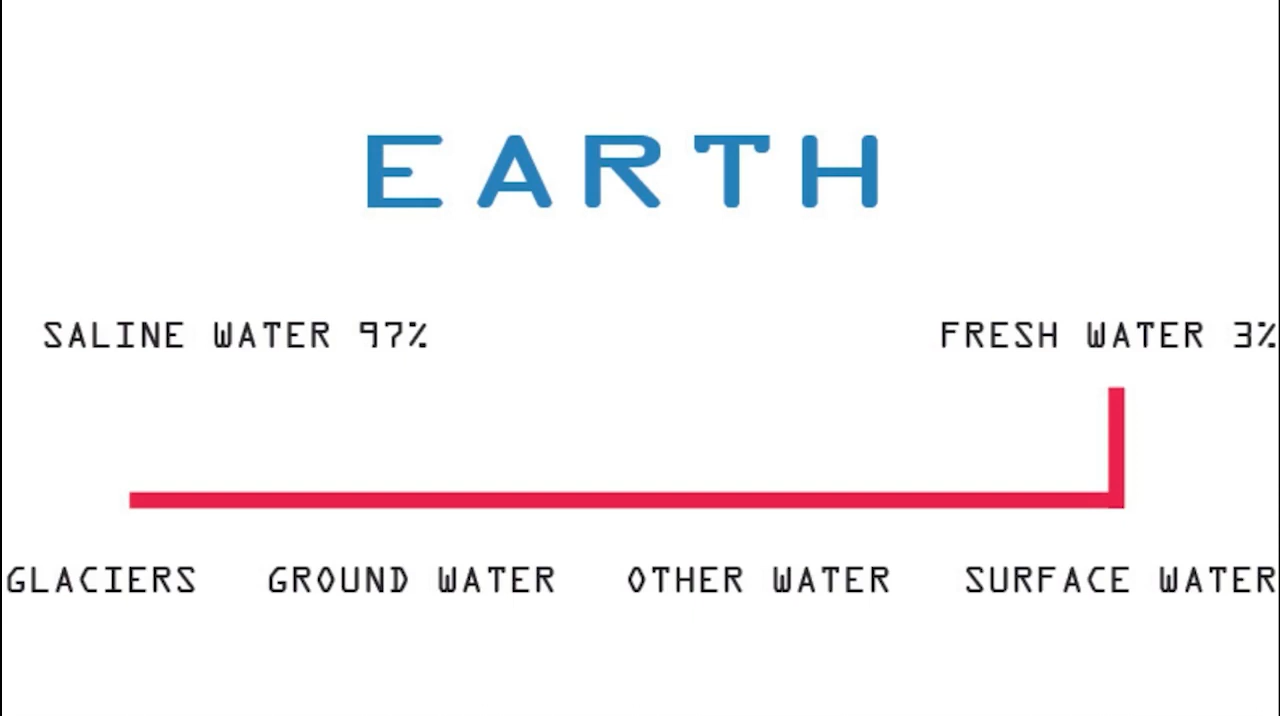 EARTH
SALINE WATER 97% FRESH WATER 3%
GLACIERS GROUND WATER OTHER WATER SURFACE WATER